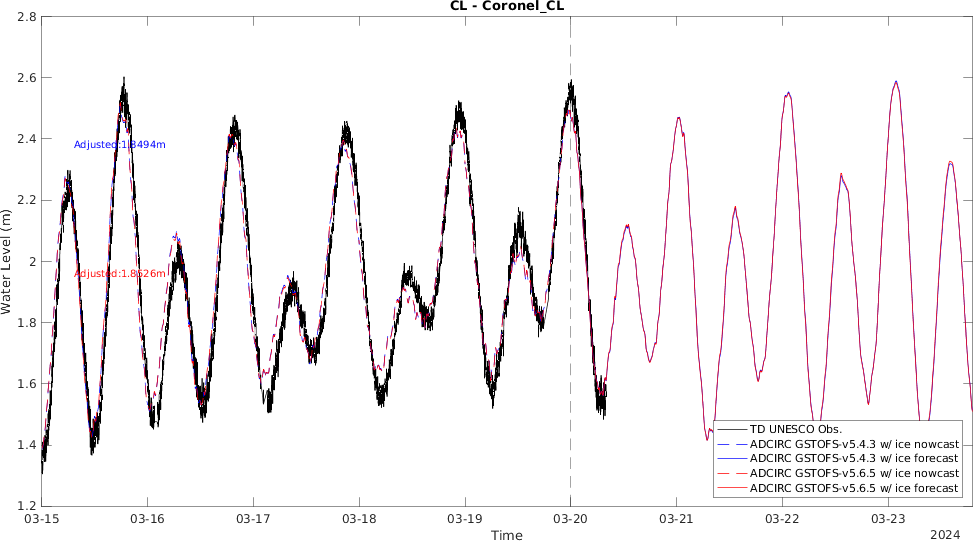 CL - Coronel_CL
2.8
2.6
2.4
2.2
2
1.8
1.6
1.4
1.2
Water Level (m)
Adjusted:1.8494m
Adjusted:1.8526m
TD UNESCO Obs.
ADCIRC GSTOFS-v5.4.3 w/ ice nowcast
ADCIRC GSTOFS-v5.4.3 w/ ice forecast
ADCIRC GSTOFS-v5.6.5 w/ ice nowcast
ADCIRC GSTOFS-v5.6.5 w/ ice forecast
03-15 03-16 03-17 03-18 03-19 03-20 03-21 03-22 03-23
Time
2024